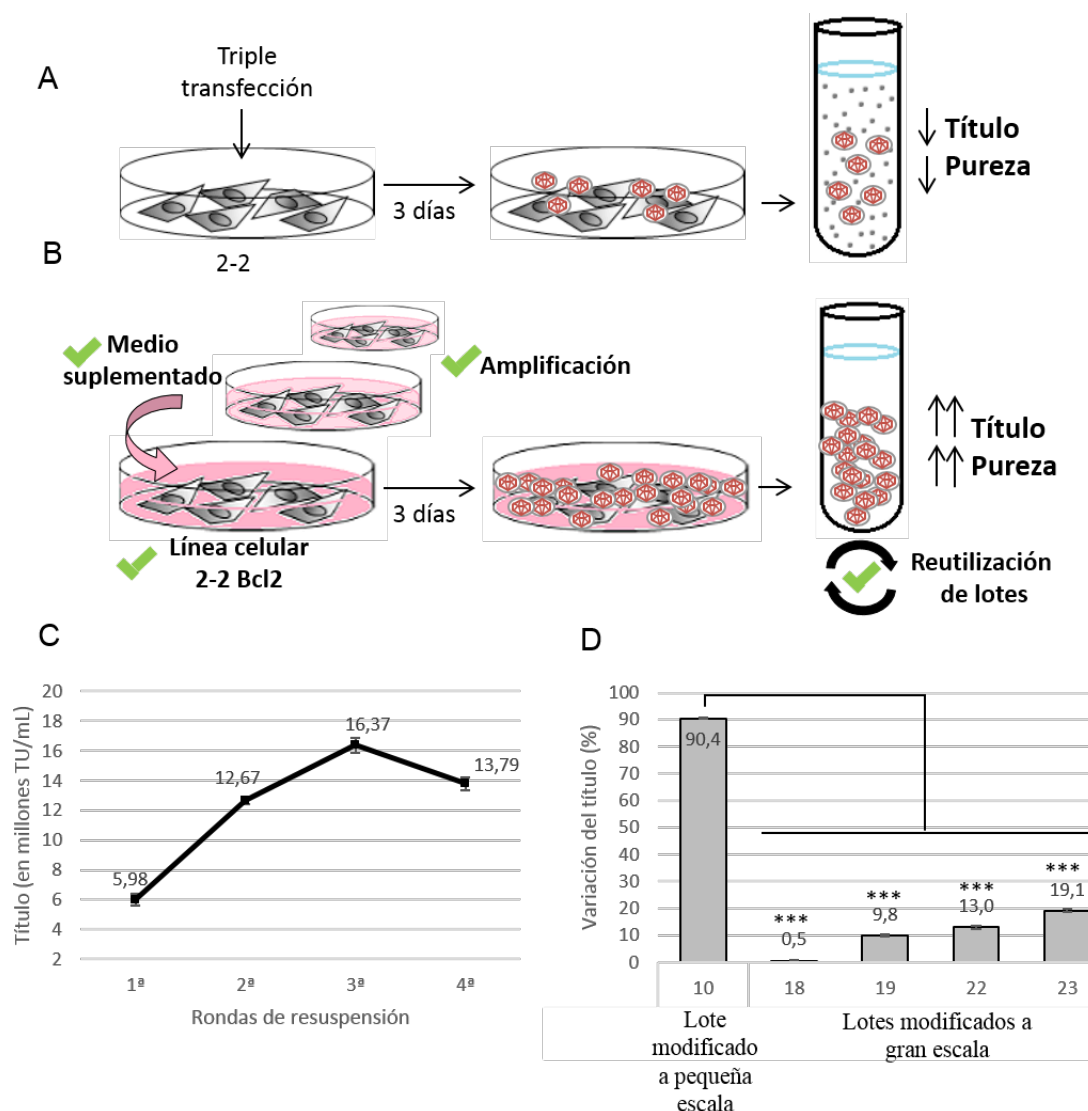 A
Triple
transfección
2-2
3 días
Título
Pureza
B
Medio
suplementado
Amplificación
Línea celular
2-2 Bcl2
3 días
Título
Pureza
Reutilización
de lotes
C
Título (en millones TU/mL)
20
18
16
14
12
10
8
6
4
2
5,98
12,67
16,37
13,79
1ª 2ª 3ª 4ª
Rondas de resuspensión
D
Variación del título (%)
100
90
80
70
60
50
40
30
20
10
0
90,4
***
0,5
***
9,8
***
13,0
***
19,1
10 18 19 22 23
Lote
modificado
a pequeña
escala
Lotes modificados a
gran escala